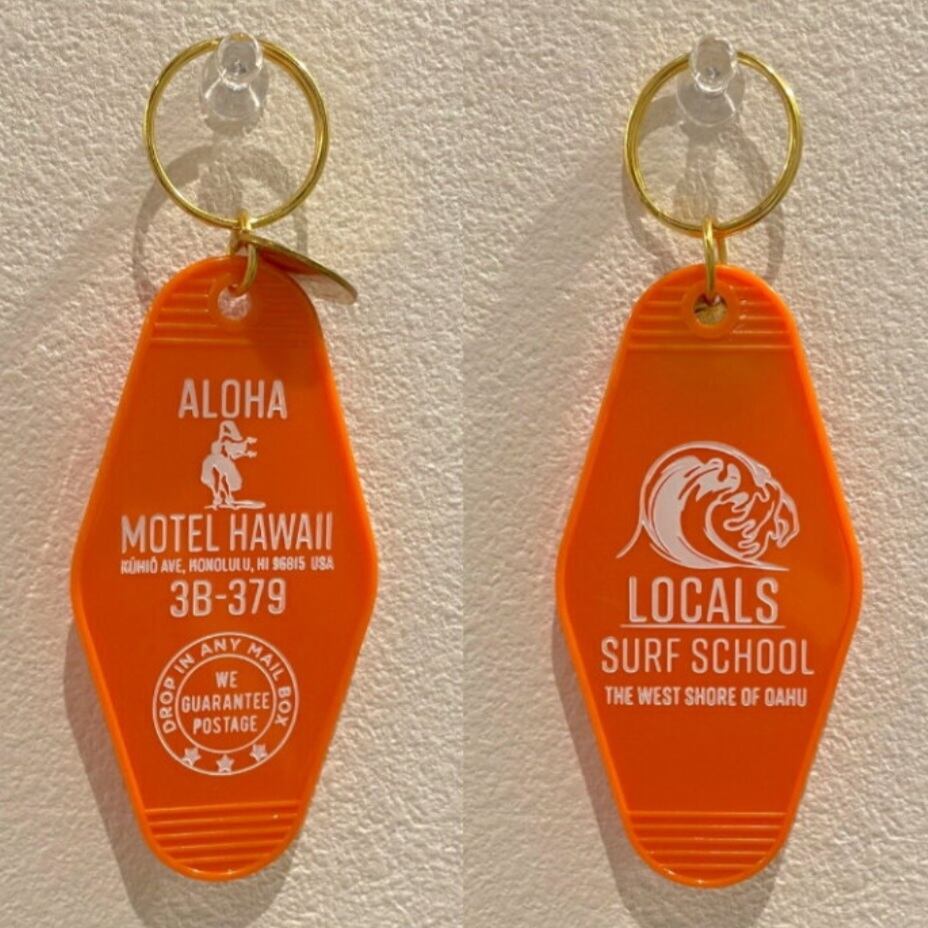 ALOHA
MOTEL HAWAII
KŪHIŌ AVE, HONOLULU, HI 96815 USA
3B-379
DROP IN ANY MAIL BOX
WE
GUARANTEE
POSTAGE
LOCALS
SURF SCHOOL
THE WEST SHORE OF OAHU